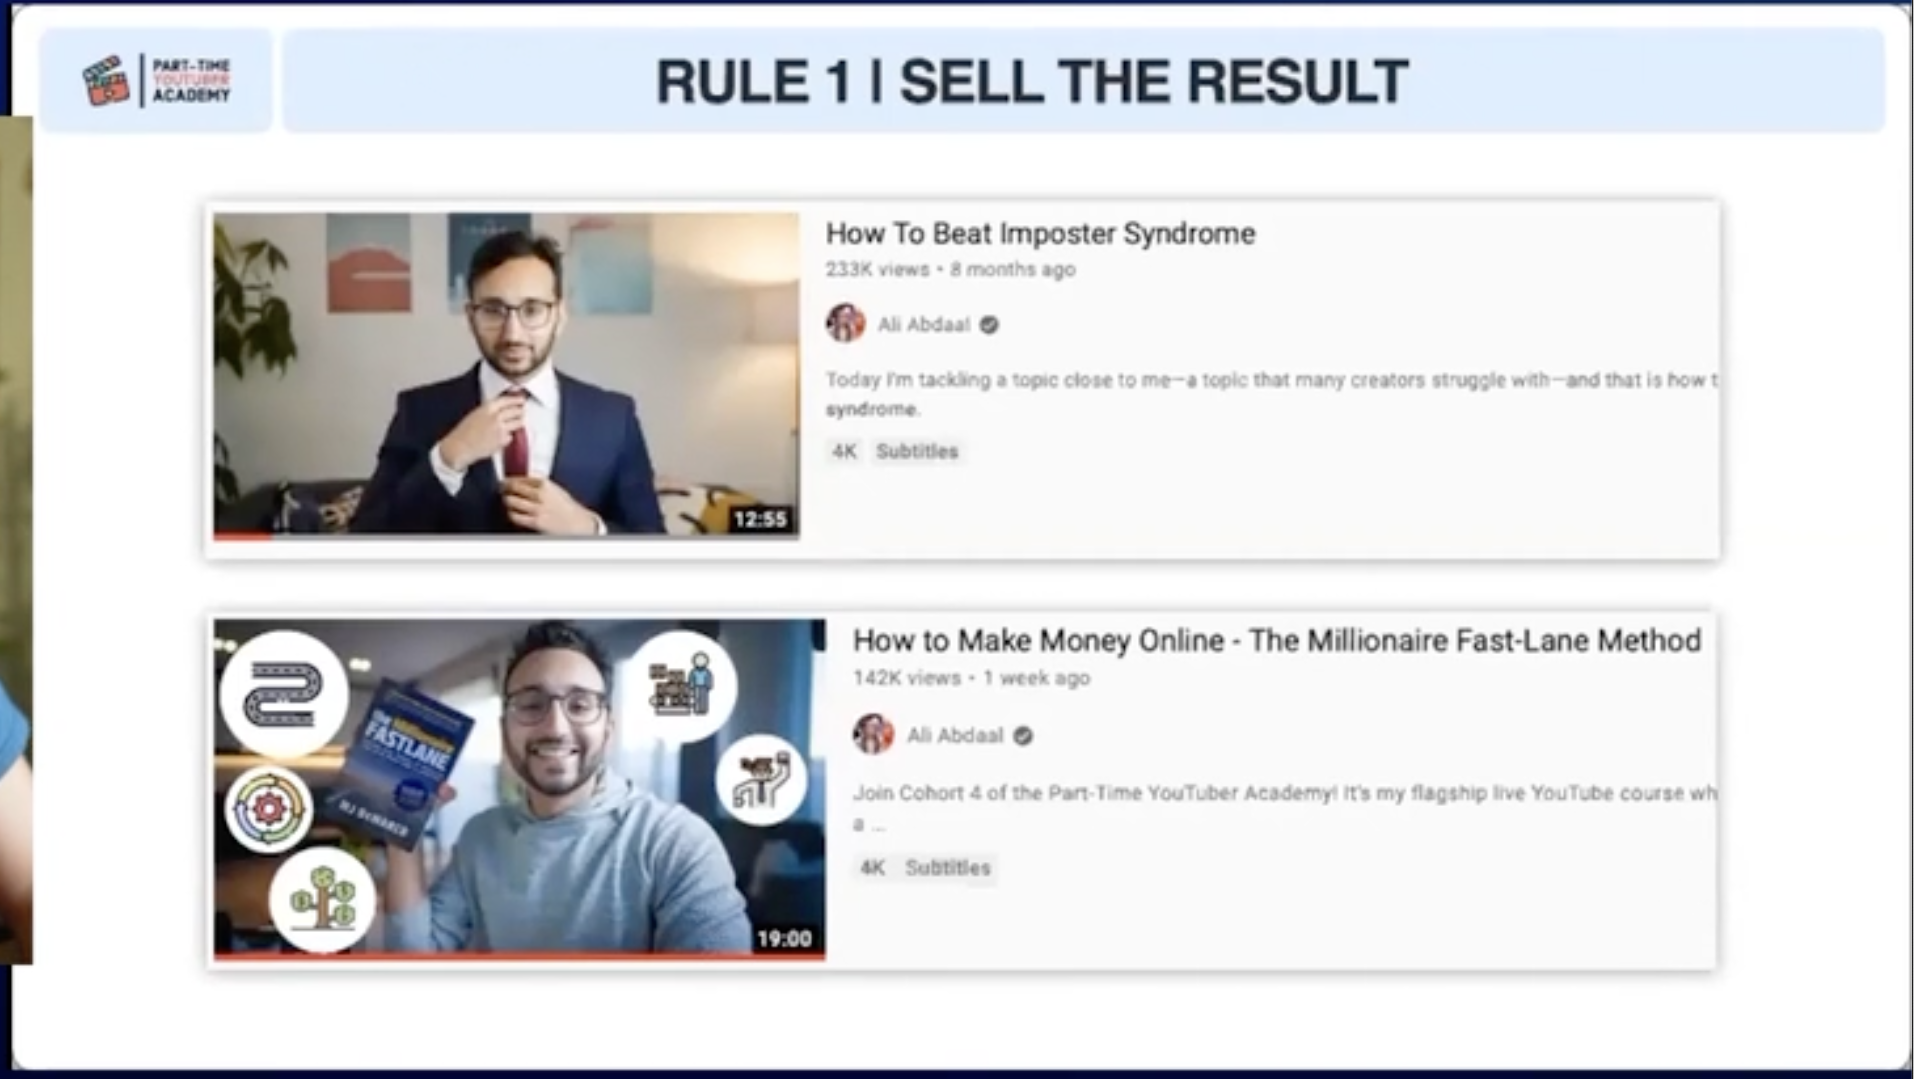 PART-TIME
YOUTUBER
ACADEMY
RULE 1 | SELL THE RESULT
How To Beat Imposter Syndrome
233K views • 8 months ago
Ali Abdaal
Today I'm tackling a topic close to me—a topic that many creators struggle with—and that is how t
syndrome.
4K Subtitles
12:55
How to Make Money Online - The Millionaire Fast-Lane Method
142K views • 1 week ago
Ali Abdaal
Join Cohort 4 of the Part-Time YouTuber Academy! It's my flagship live YouTube course wh
a ...
4K Subtitles
THE MILLIONAIRE
FASTLANE
MJ DEMARCO
19:00